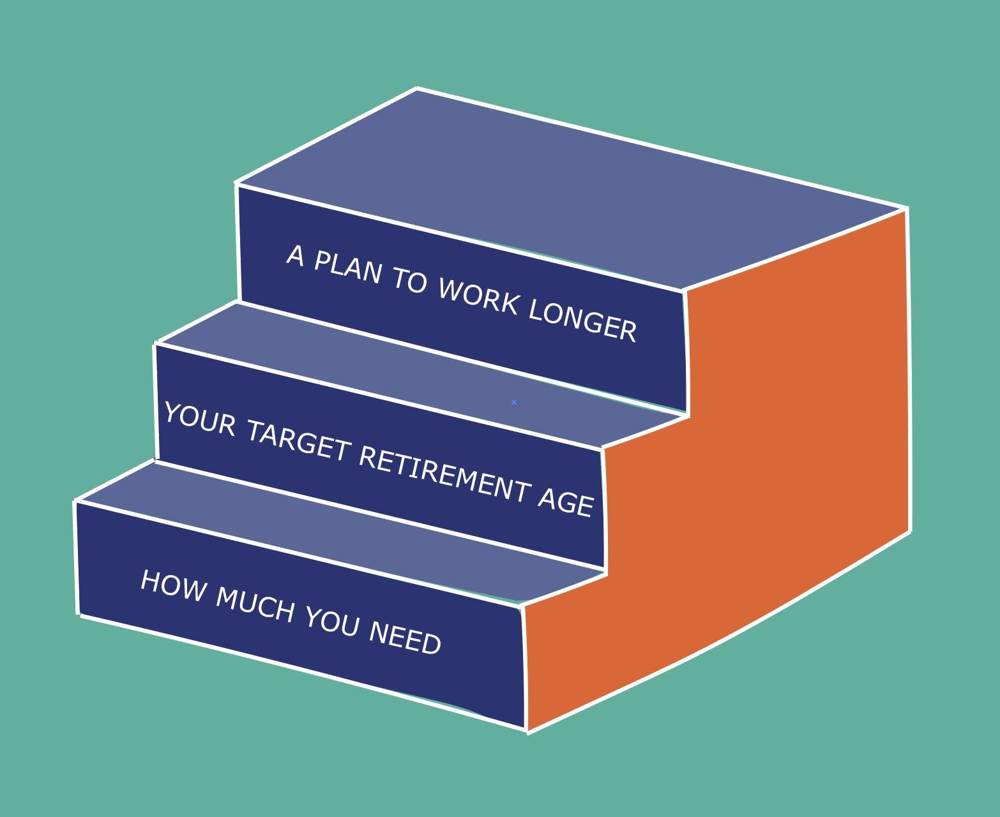 A PLAN TO WORK LONGER
YOUR TARGET RETIREMENT AGE
HOW MUCH YOU NEED